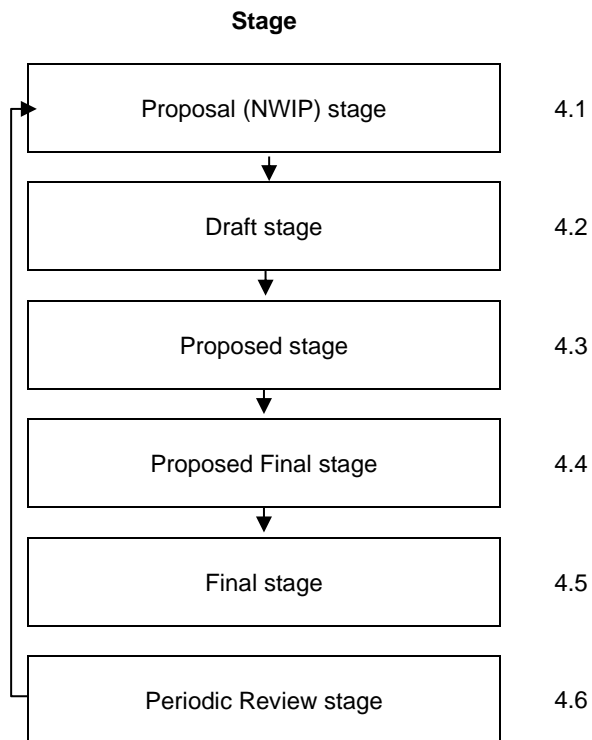 Stage
Proposal (NWIP) stage 4.1
Draft stage 4.2
Proposed stage 4.3
Proposed Final stage 4.4
Final stage 4.5
Periodic Review stage 4.6